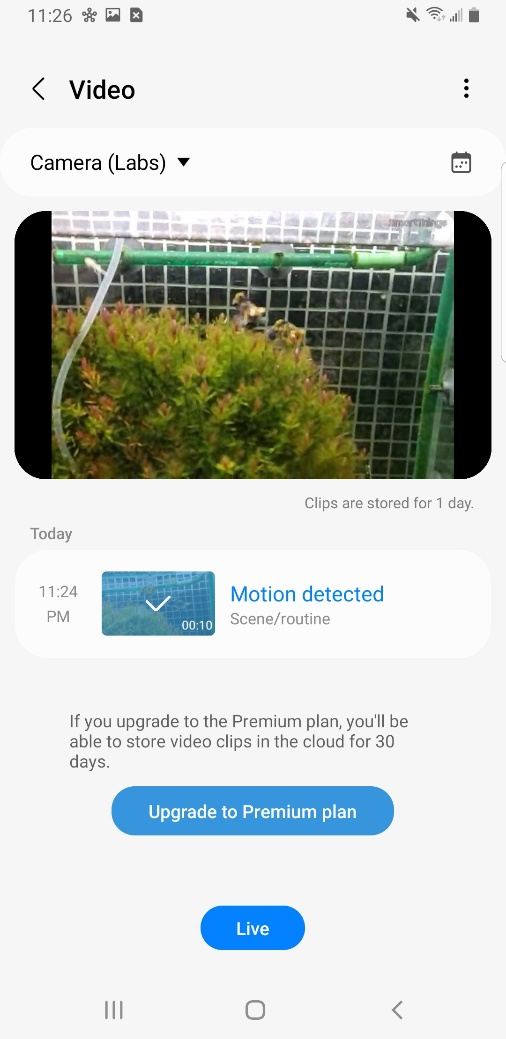 11:26
Video
Camera (Labs)
SmartThings
Clips are stored for 1 day.
Today
11:24
PM
00:10
Motion detected
Scene/routine
If you upgrade to the Premium plan, you'll be
able to store video clips in the cloud for 30
days.
Upgrade to Premium plan
Live